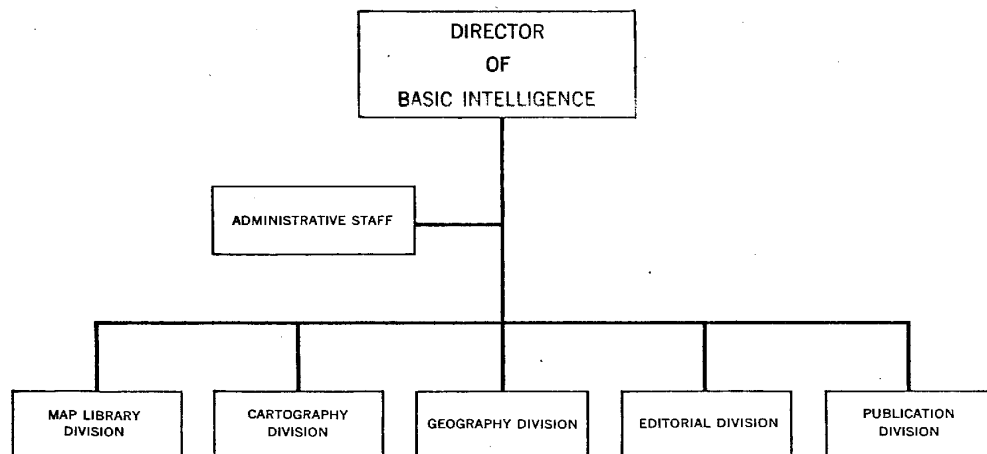 DIRECTOR
OF
BASIC INTELLIGENCE
ADMINISTRATIVE STAFF
MAP LIBRARY
DIVISION
CARTOGRAPHY
DIVISION
GEOGRAPHY DIVISION
EDITORIAL DIVISION
PUBLICATION
DIVISION